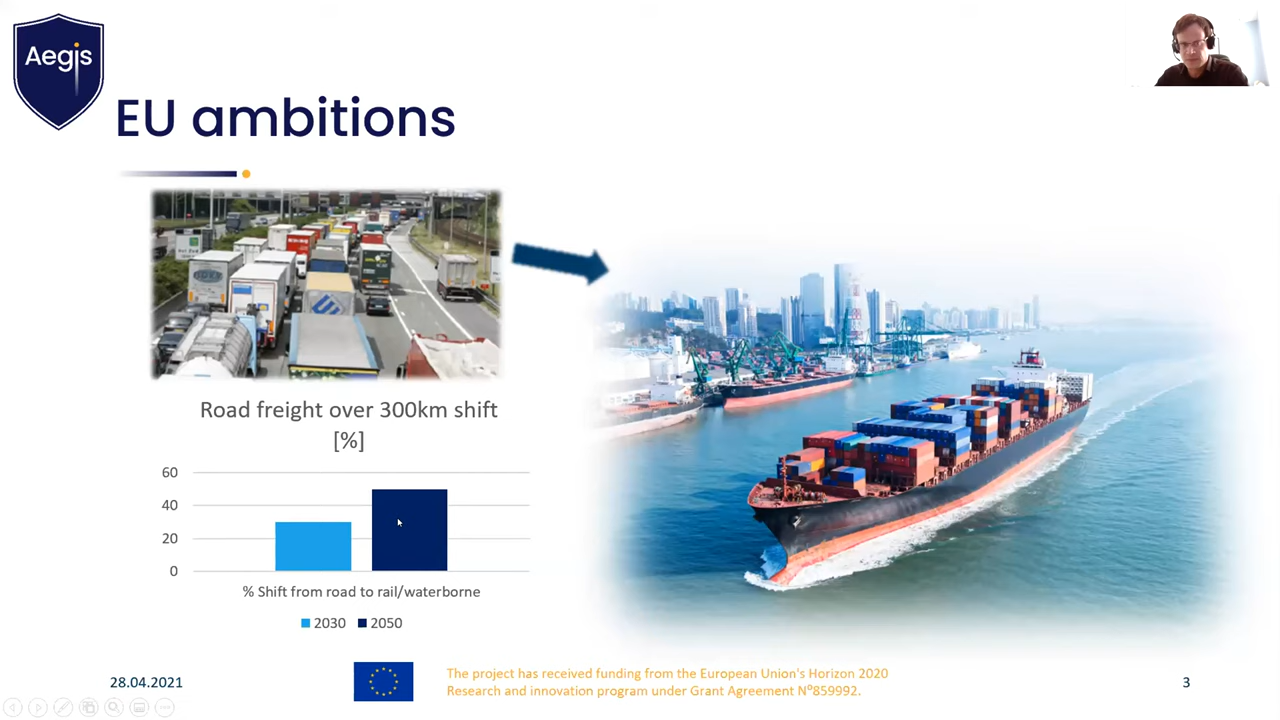 Aegis
EU ambitions
Road freight over 300km shift
[%]
60
40
20
0
% Shift from road to rail/waterborne
2030 2050
28.04.2021
The project has received funding from the European Union's Horizon 2020
Research and innovation program under Grant Agreement Nº859992.
3